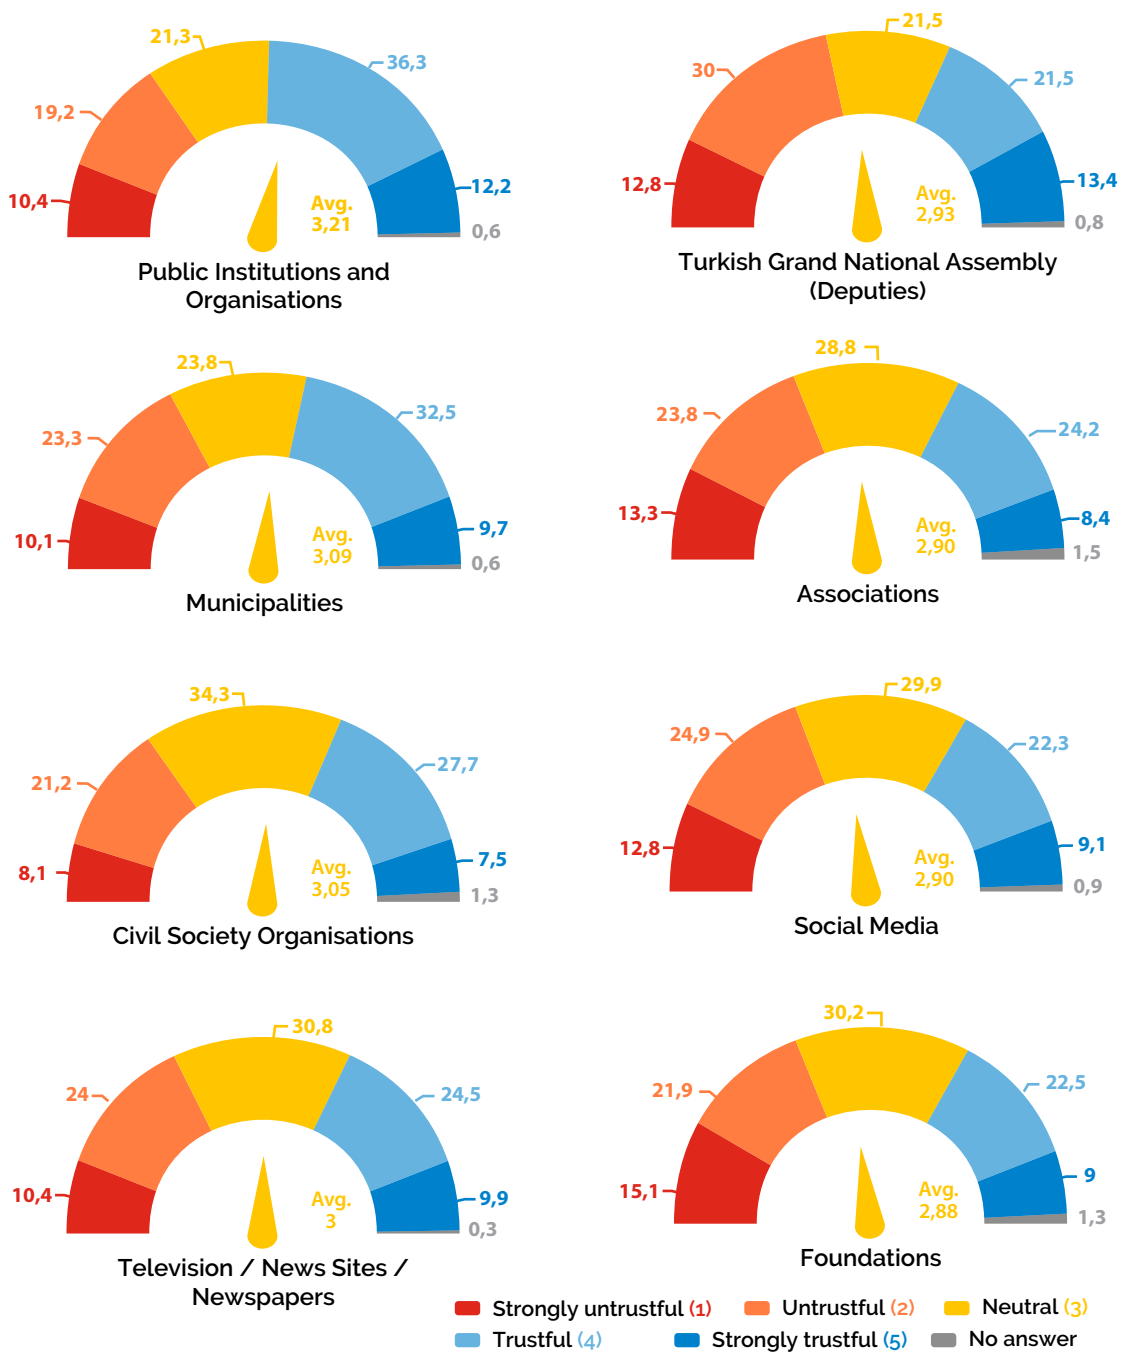 21,3
36,3
19,2
10,4
12,2
0,6
Avg.
3,21
Public Institutions and
Organisations
21,5
30
21,5
12,8
13,4
0,8
Avg.
2,93
Turkish Grand National Assembly
(Deputies)
23,8
32,5
23,3
10,1
9,7
0,6
Avg.
3,09
Municipalities
28,8
23,8
24,2
13,3
8,4
1,5
Avg.
2,90
Associations
34,3
27,7
21,2
8,1
7,5
1,3
Avg.
3,05
Civil Society Organisations
29,9
24,9
22,3
12,8
9,1
0,9
Avg.
2,90
Social Media
30,8
24
24,5
10,4
9,9
0,3
Avg.
3
Television / News Sites /
Newspapers
30,2
21,9
22,5
15,1
9
1,3
Avg.
2,88
Foundations
Strongly untrustful (1) Untrustful (2) Neutral (3)
Trustful (4) Strongly trustful (5) No answer